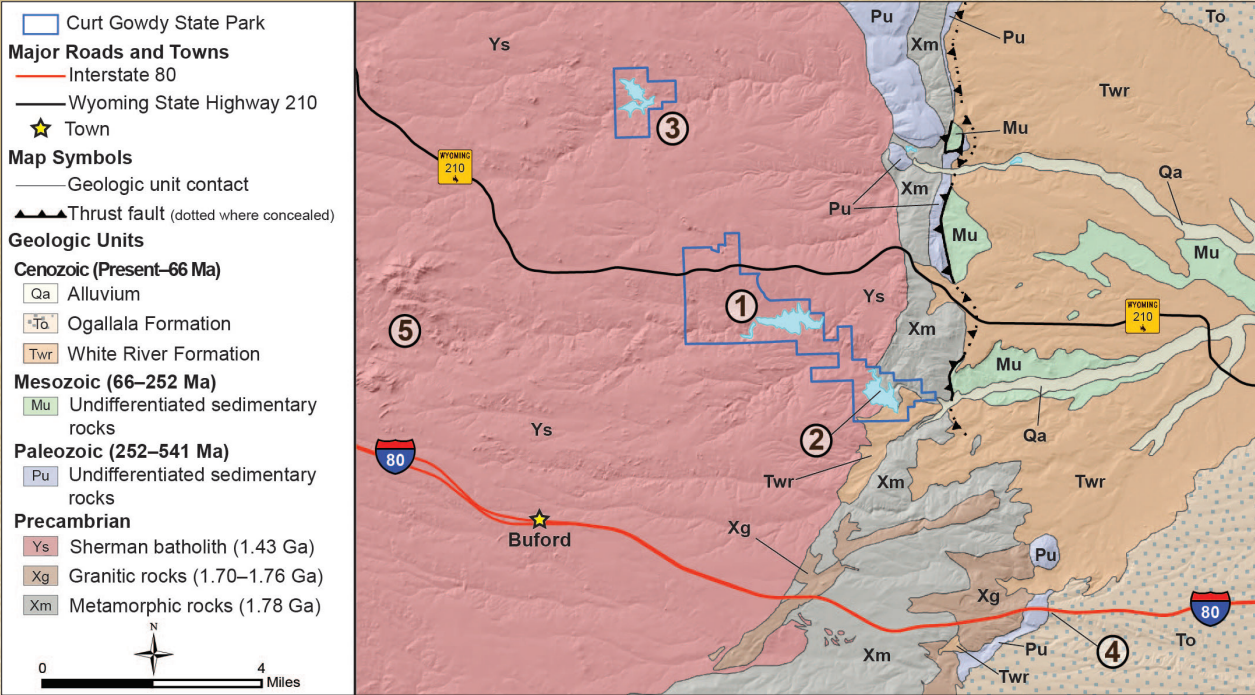 Curt Gowdy State Park
Major Roads and Towns
Interstate 80
Wyoming State Highway 210
Town
Map Symbols
Geologic unit contact
Thrust fault (dotted where concealed)
Geologic Units
Cenozoic (Present–66 Ma)
Qa Alluvium
To Ogallala Formation
Twr White River Formation
Mesozoic (66–252 Ma)
Mu Undifferentiated sedimentary
rocks
Paleozoic (252–541 Ma)
Pu Undifferentiated sedimentary
rocks
Precambrian
Ys Sherman batholith (1.43 Ga)
Xg Granitic rocks (1.70–1.76 Ga)
Xm Metamorphic rocks (1.78 Ga)
N
0 4
Miles
Pu
To
Ys
Xm
Pu
Twr
3
Mu
WYOMING
210
Qa
Xm
Pu
Mu
Mu
Ys
1
WYOMING
210
5
Xm
Mu
Ys
2
Qa
80
Twr
Xm
Twr
Xg
Buford
Pu
Xg
80
Pu
4
To
Xm
Twr